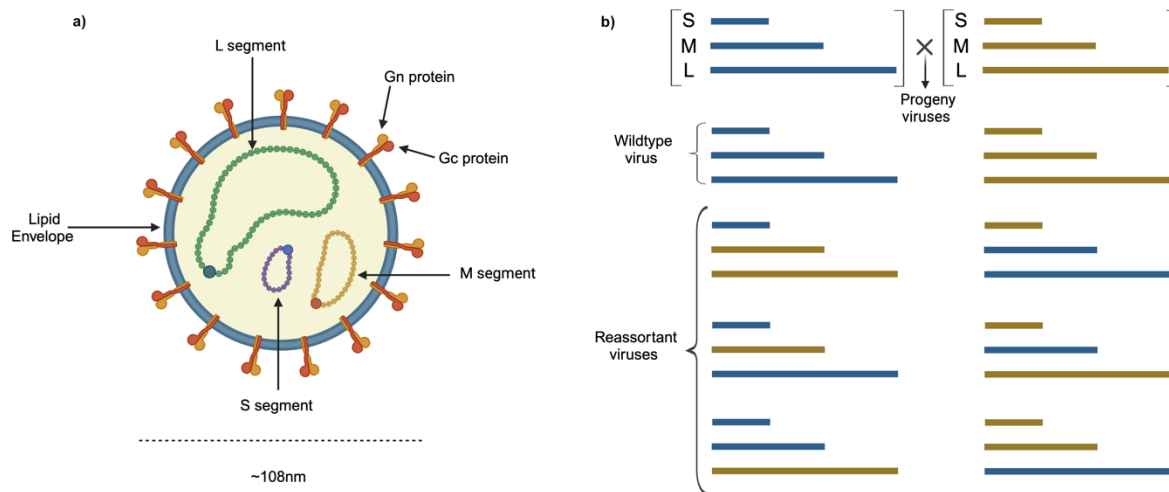 a)
L segment
Gn protein
Gc protein
Lipid
Envelope
M segment
S segment
~108nm
b)
S
M
L
S
M
L
Progeny
viruses
Wildtype
virus
Reassortant
viruses